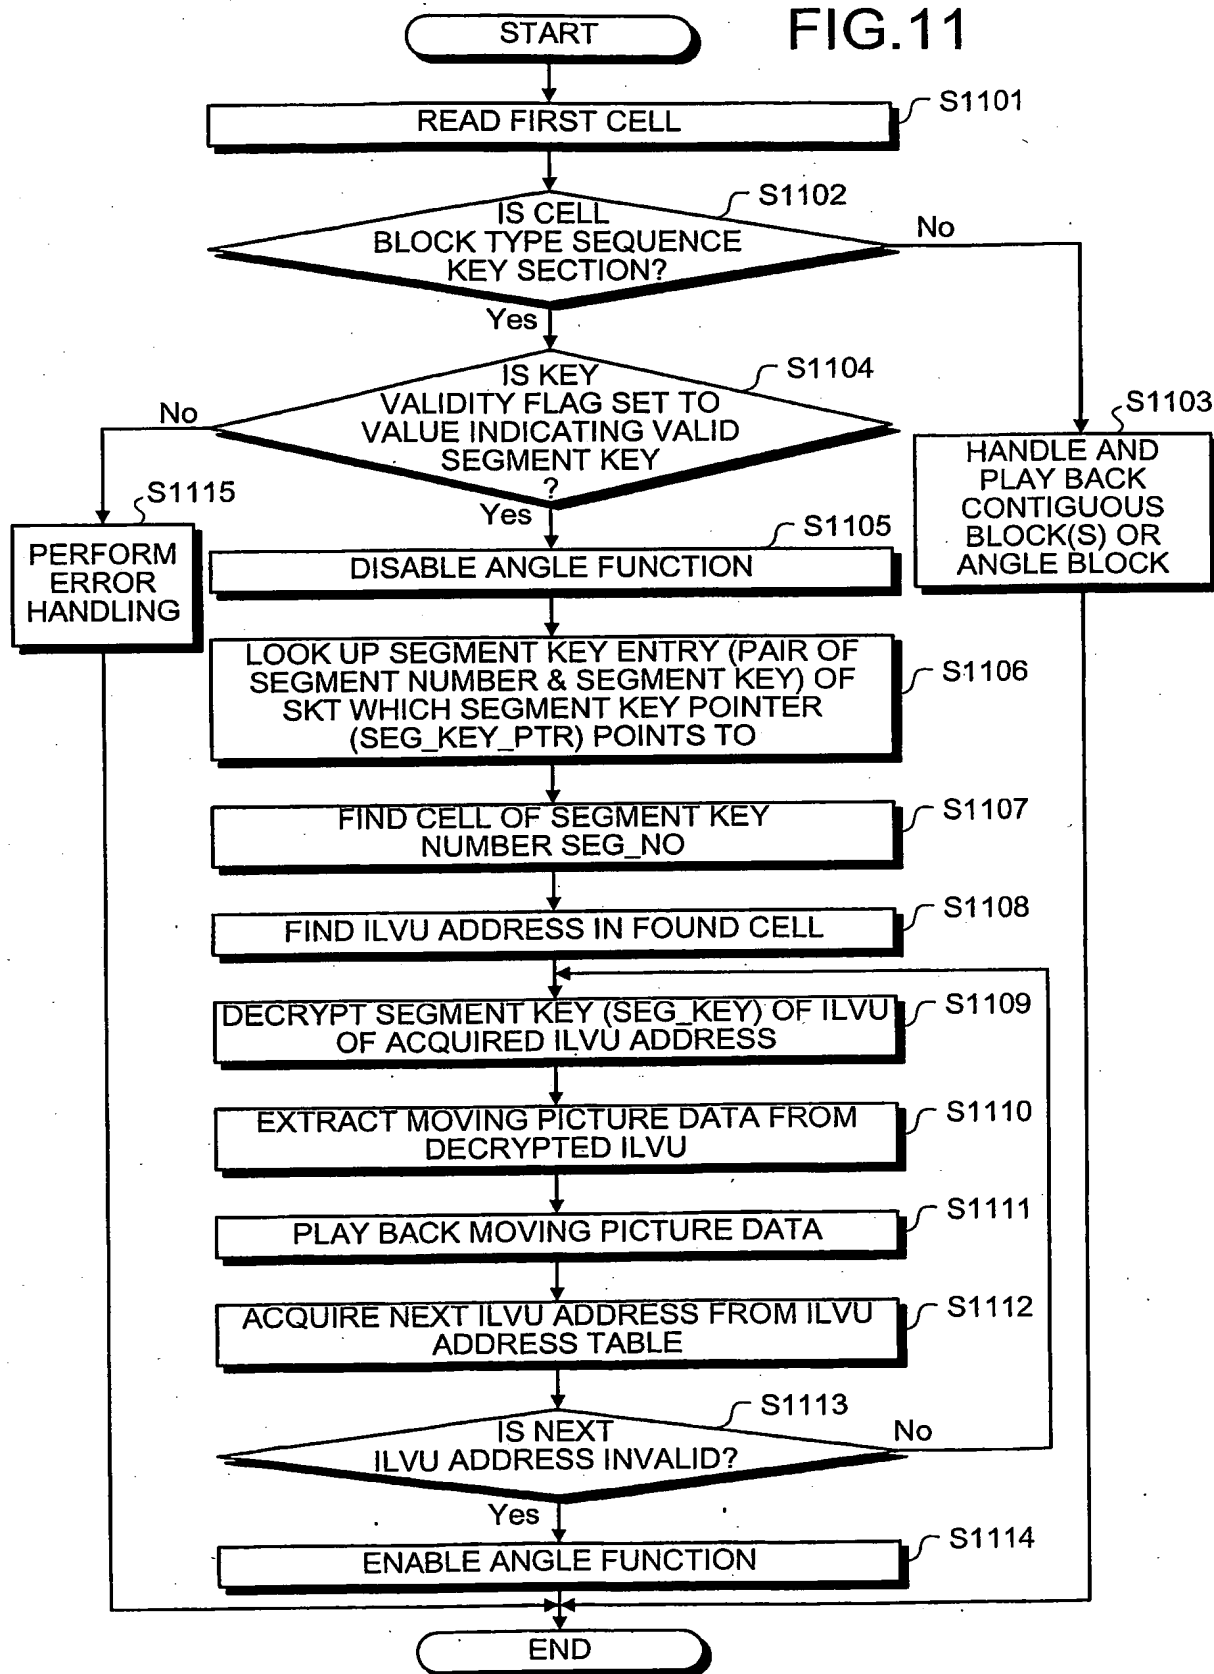 FIG.11
START
READ FIRST CELL
S1101
IS CELL
BLOCK TYPE SEQUENCE
KEY SECTION?
S1102
No
Yes
IS KEY
VALIDITY FLAG SET TO
VALUE INDICATING VALID
SEGMENT KEY
?
S1104
No
Yes
S1103
HANDLE AND
PLAY BACK
CONTIGUOUS
BLOCK(S) OR
ANGLE BLOCK
S1115
PERFORM
ERROR
HANDLING
S1105
DISABLE ANGLE FUNCTION
LOOK UP SEGMENT KEY ENTRY (PAIR OF
SEGMENT NUMBER & SEGMENT KEY) OF
SKT WHICH SEGMENT KEY POINTER
(SEG_KEY_PTR) POINTS TO
S1106
FIND CELL OF SEGMENT KEY
NUMBER SEG_NO
S1107
FIND ILVU ADDRESS IN FOUND CELL
S1108
DECRYPT SEGMENT KEY (SEG_KEY) OF ILVU
OF ACQUIRED ILVU ADDRESS
S1109
EXTRACT MOVING PICTURE DATA FROM
DECRYPTED ILVU
S1110
PLAY BACK MOVING PICTURE DATA
S1111
ACQUIRE NEXT ILVU ADDRESS FROM ILVU
ADDRESS TABLE
S1112
IS NEXT
ILVU ADDRESS INVALID?
S1113
No
Yes
ENABLE ANGLE FUNCTION
S1114
END